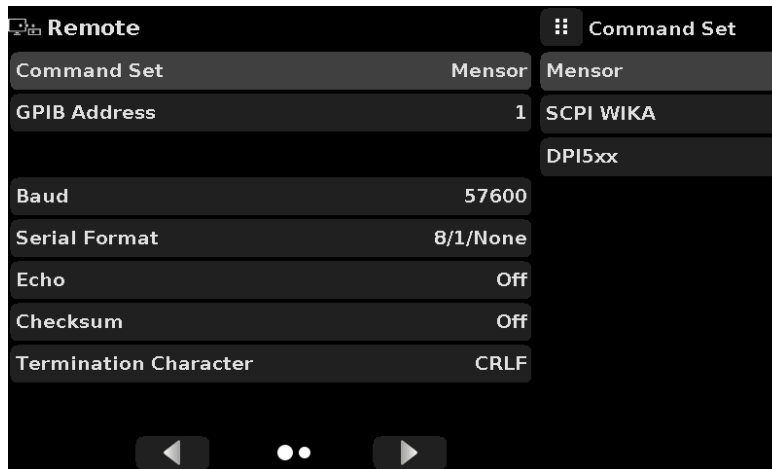 Remote
Command Set Mensor
GPIB Address 1
Baud 57600
Serial Format 8/1/None
Echo Off
Checksum Off
Termination Character CRLF
Command Set
Mensor
SCPI WIKA
DPI5xx